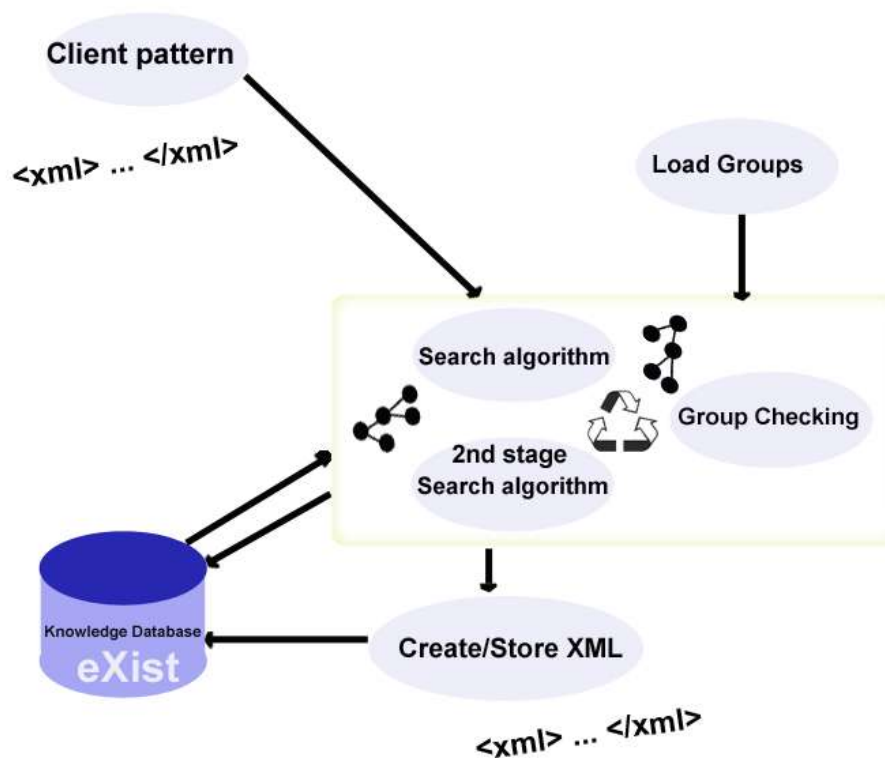 Client pattern
<xml> ... </xml>
Load Groups
Search algorithm
Group Checking
2nd stage
Search algorithm
Knowledge Database
eXist
Create/Store XML
<xml> ... </xml>